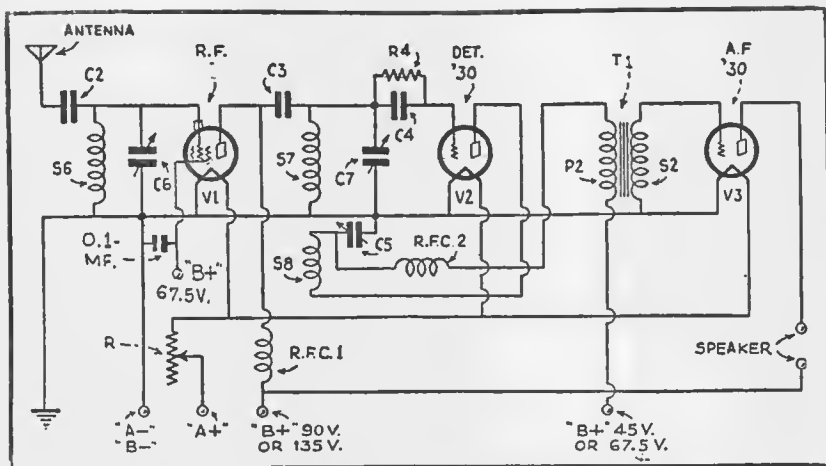 ANTENNA
C2
R.F.
C3
R4
DET.
'30
T1
A.F
'30
S6
C6
V1
S7
C7
C4
V2
P2
S2
V3
0.1-
MF.
"B+"
67.5V.
C5
S8
R.F.C.2
R
R.F.C.1
SPEAKER
"A-"
"B-"
"A+"
"B+" 90V.
OR 135V.
"B+" 45V.
OR 67.5V.